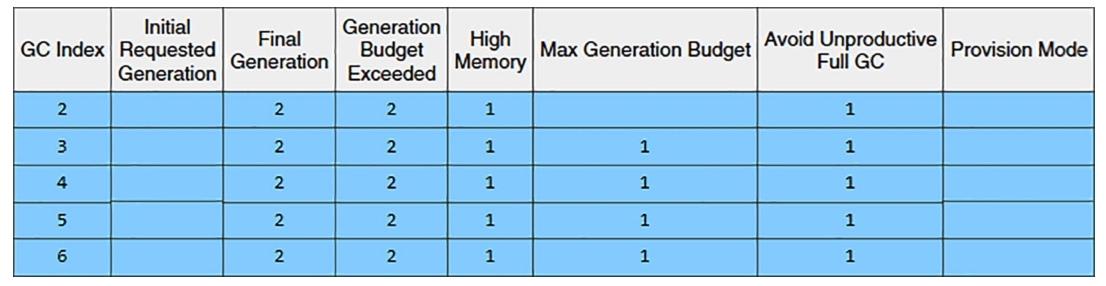 GC Index Initial Requested Generation Final Generation Generation Budget Exceeded High Memory Max Generation Budget Avoid Unproductive Full GC Provision Mode
2 2 2 1 1
3 2 2 1 1 1
4 2 2 1 1 1
5 2 2 1 1 1
6 2 2 1 1 1